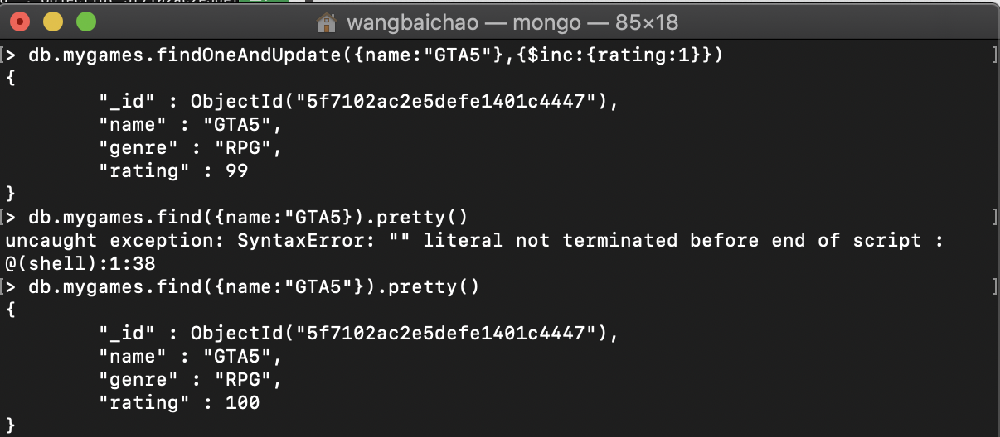 wangbaichao — mongo — 85×18
[> db.mygames.findOneAndUpdate({name:"GTA5"},{$inc:{rating:1}}) ]
{
"_id" : ObjectId("5f7102ac2e5defe1401c4447"),
"name" : "GTA5",
"genre" : "RPG",
"rating" : 99
}
[> db.mygames.find({name:"GTA5}).pretty() ]
uncaught exception: SyntaxError: "" literal not terminated before end of script :
@(shell):1:38
[> db.mygames.find({name:"GTA5"}).pretty() ]
{
"_id" : ObjectId("5f7102ac2e5defe1401c4447"),
"name" : "GTA5",
"genre" : "RPG",
"rating" : 100
}